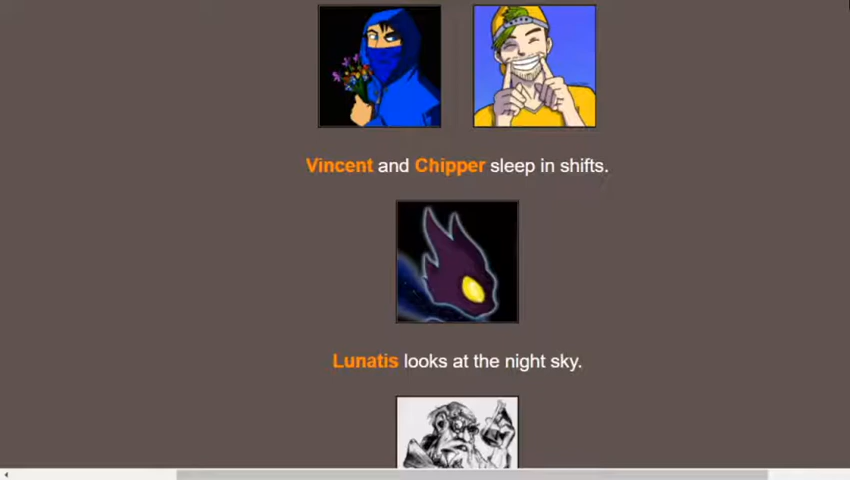 Vincent and Chipper sleep in shifts.
Lunatis looks at the night sky.